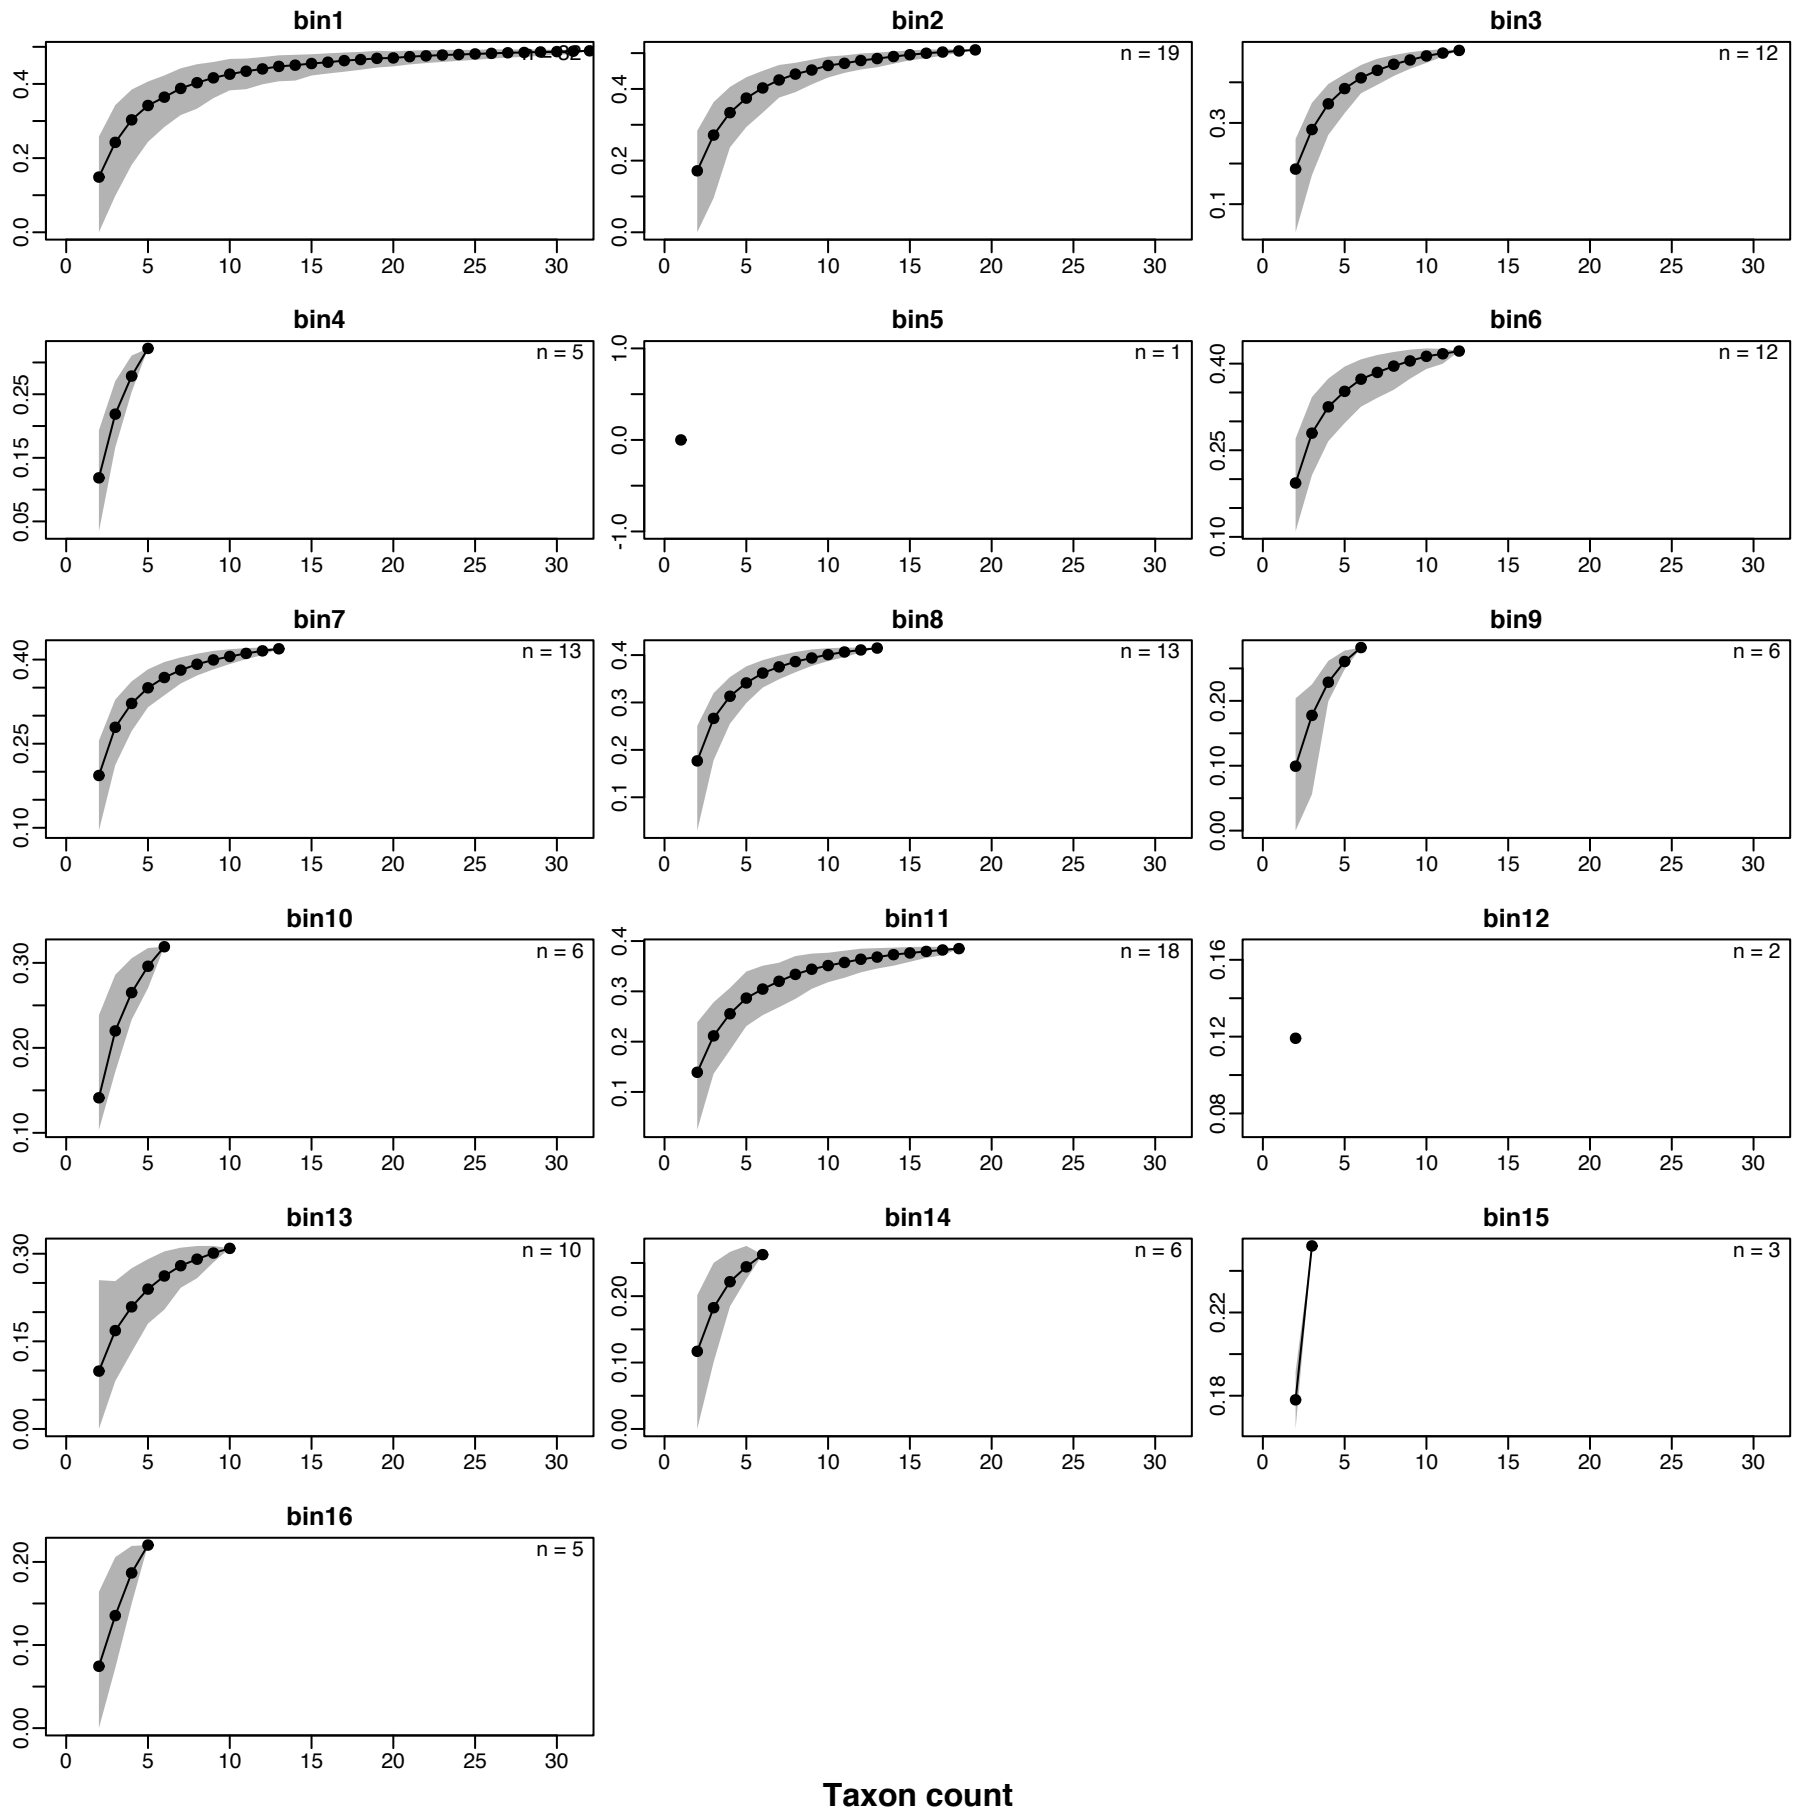 bin1 bin2 bin3
n = 32 n = 19 n = 12
0.0 0.2 0.4
0.0 0.2 0.4
0.1 0.3
0 5 10 15 20 25 30
0 5 10 15 20 25 30
0 5 10 15 20 25 30
bin4 bin5 bin6
n = 5 n = 1 n = 12
0.05 0.15 0.25
-1.0 0.0 1.0
0.10 0.25 0.40
0 5 10 15 20 25 30
0 5 10 15 20 25 30
0 5 10 15 20 25 30
bin7 bin8 bin9
n = 13 n = 13 n = 6
0.10 0.25 0.40
0.1 0.2 0.3 0.4
0.00 0.10 0.20
0 5 10 15 20 25 30
0 5 10 15 20 25 30
0 5 10 15 20 25 30
bin10 bin11 bin12
n = 6 n = 18 n = 2
0.10 0.20 0.30
0.1 0.2 0.3 0.4
0.08 0.12 0.16
0 5 10 15 20 25 30
0 5 10 15 20 25 30
0 5 10 15 20 25 30
bin13 bin14 bin15
n = 10 n = 6 n = 3
0.00 0.15 0.30
0.00 0.10 0.20
0.18 0.22
0 5 10 15 20 25 30
0 5 10 15 20 25 30
0 5 10 15 20 25 30
bin16
n = 5
0.00 0.10 0.20
0 5 10 15 20 25 30
Taxon count